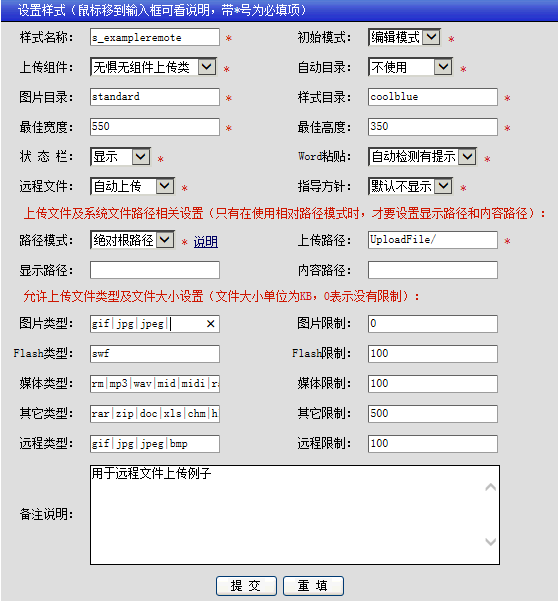 设置样式（鼠标移到输入框可看说明，带*号为必填项）
样式名称： s_exampleremote * 初始模式： 编辑模式 *
上传组件： 无惧无组件上传类 * 自动目录： 不使用 *
图片目录： standard * 样式目录： coolblue *
最佳宽度： 550 * 最佳高度： 350 *
状 态 栏： 显示 * Word粘贴： 自动检测有提示 *
远程文件： 自动上传 * 指导方针： 默认不显示 *
上传文件及系统文件路径相关设置（只有在使用相对路径模式时，才要设置显示路径和内容路径）：
路径模式： 绝对根路径 * 说明 上传路径： UploadFile/ *
显示路径： 内容路径：
允许上传文件类型及文件大小设置（文件大小单位为KB，0表示没有限制）：
图片类型： gif|jpg|jpeg| × 图片限制： 0
Flash类型： swf Flash限制： 100
媒体类型： rm|mp3|wav|mid|midi|ra 媒体限制： 100
其它类型： rar|zip|doc|xls|chm|h 其它限制： 500
远程类型： gif|jpg|jpeg|bmp 远程限制： 100
用于远程文件上传例子
备注说明：
提 交 重 填